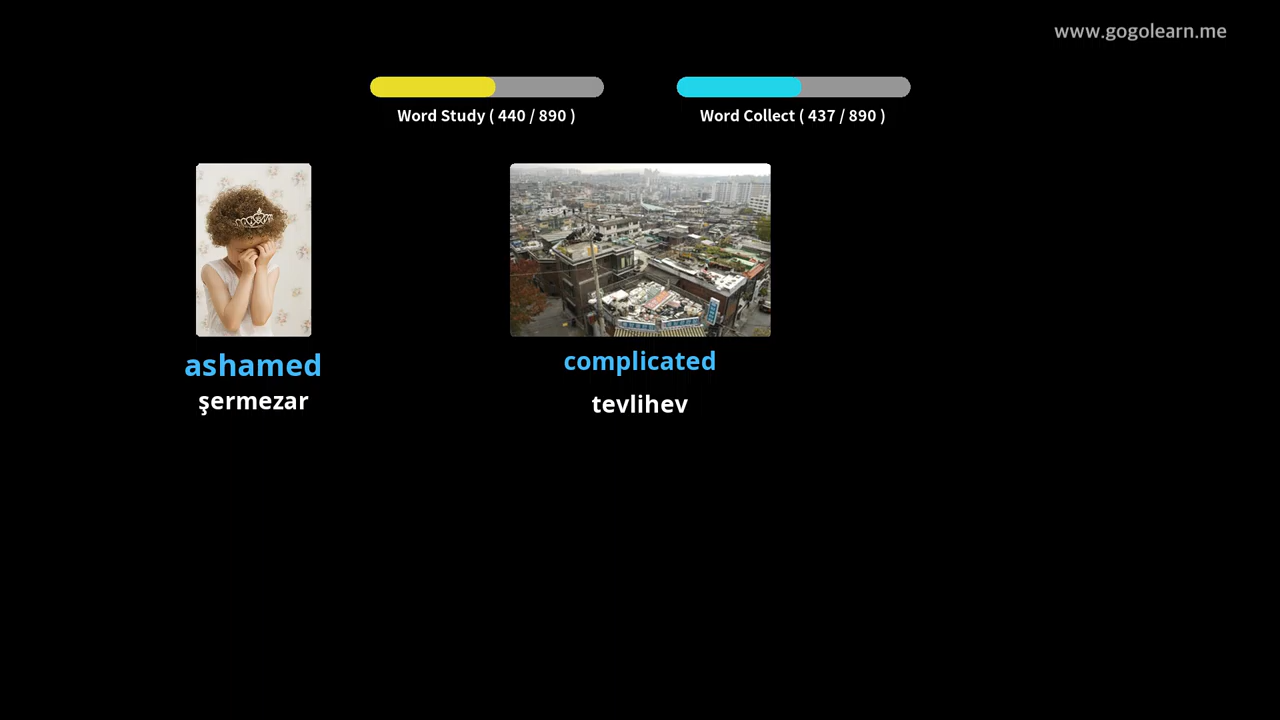 www.gogolearn.me
Word Study ( 440 / 890 )
Word Collect ( 437 / 890 )
ashamed
şermezar
complicated
tevlihev